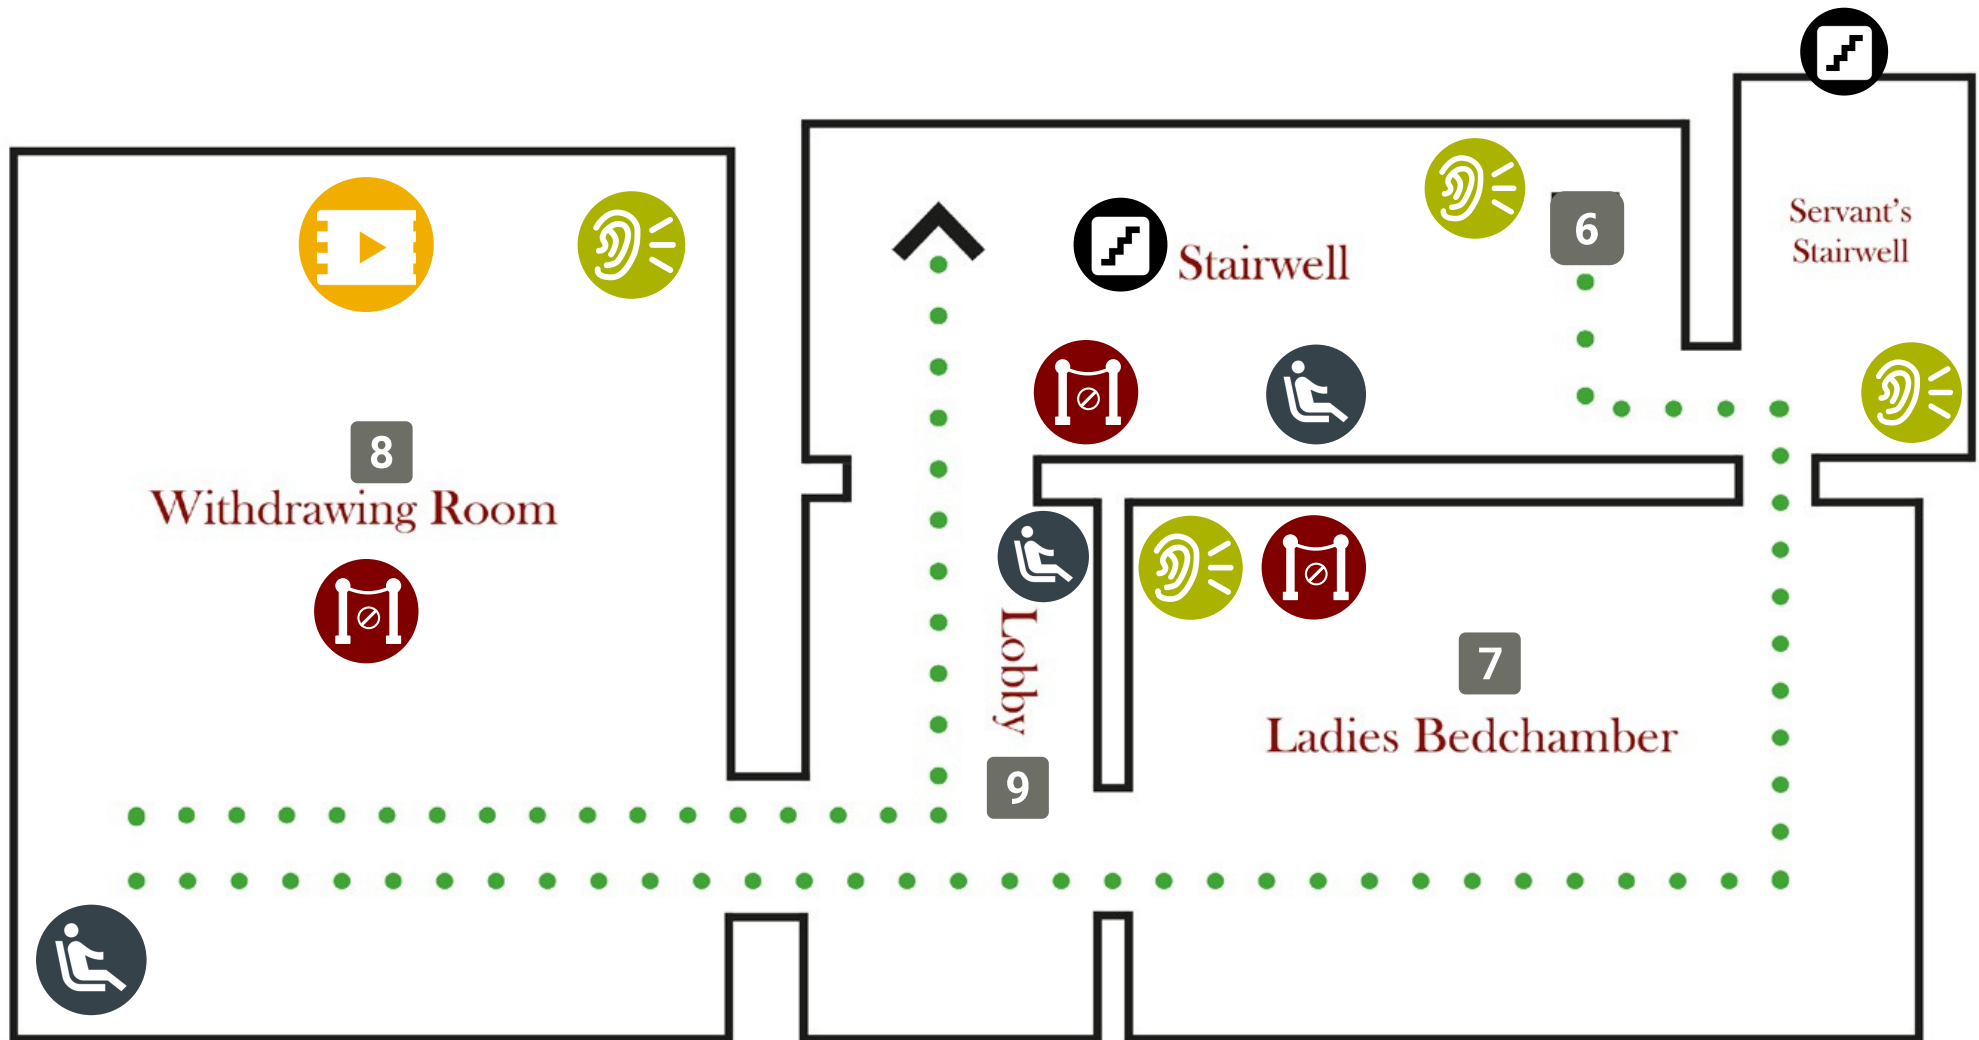 6
Servant's
Stairwell
Stairwell
8
Withdrawing Room
Lobby
7
Ladies Bedchamber
9